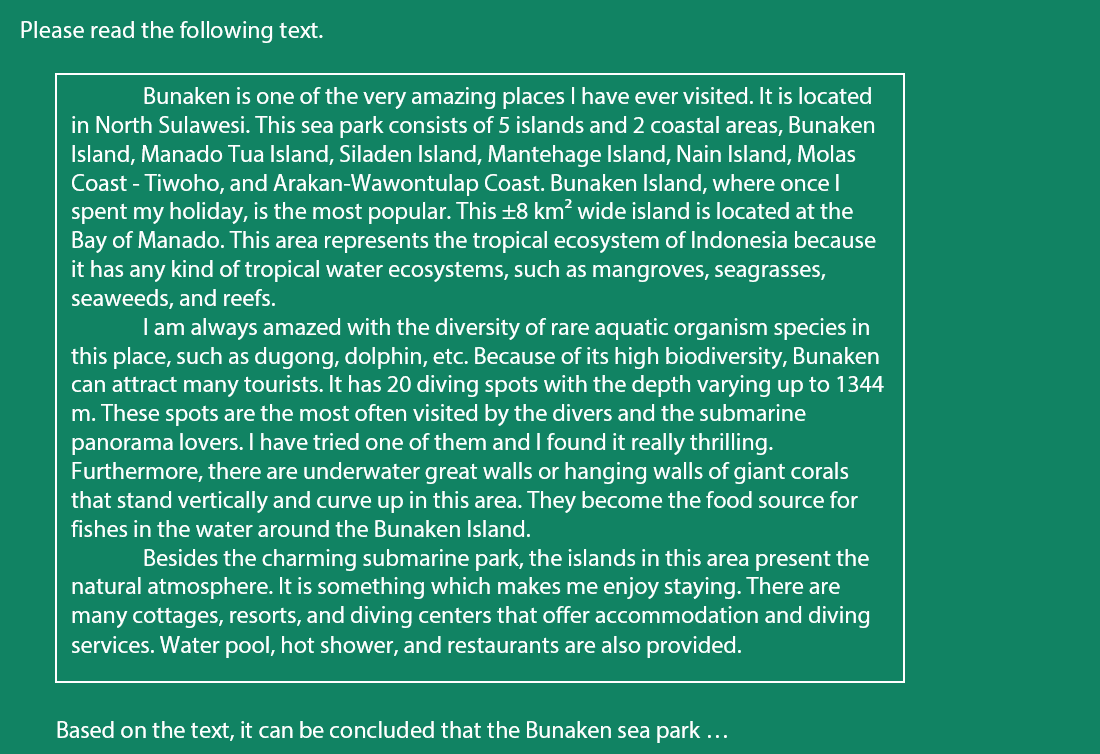 Please read the following text.
Bunaken is one of the very amazing places I have ever visited. It is located
in North Sulawesi. This sea park consists of 5 islands and 2 coastal areas, Bunaken
Island, Manado Tua Island, Siladen Island, Mantehage Island, Nain Island, Molas
Coast - Tiwoho, and Arakan-Wawontulap Coast. Bunaken Island, where once I
spent my holiday, is the most popular. This ±8 km² wide island is located at the
Bay of Manado. This area represents the tropical ecosystem of Indonesia because
it has any kind of tropical water ecosystems, such as mangroves, seagrasses,
seaweeds, and reefs.
I am always amazed with the diversity of rare aquatic organism species in
this place, such as dugong, dolphin, etc. Because of its high biodiversity, Bunaken
can attract many tourists. It has 20 diving spots with the depth varying up to 1344
m. These spots are the most often visited by the divers and the submarine
panorama lovers. I have tried one of them and I found it really thrilling.
Furthermore, there are underwater great walls or hanging walls of giant corals
that stand vertically and curve up in this area. They become the food source for
fishes in the water around the Bunaken Island.
Besides the charming submarine park, the islands in this area present the
natural atmosphere. It is something which makes me enjoy staying. There are
many cottages, resorts, and diving centers that offer accommodation and diving
services. Water pool, hot shower, and restaurants are also provided.
Based on the text, it can be concluded that the Bunaken sea park …